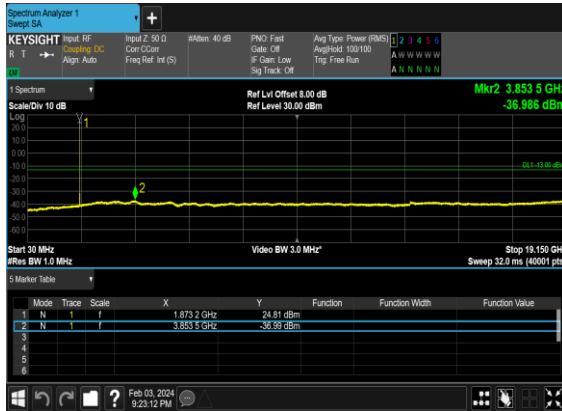 Spectrum Analyzer 1
Swept SA
+
KEYSIGHT Input: RF Input Z: 50 Ω #Atten: 40 dB PNO: Fast Avg Type: Power (RMS) 1 2 3 4 5 6
R T Coupling: DC Corr CCorr Gate: Off Avg|Hold: 100/100 A W W W W W
Align: Auto Freq Ref: Int (S) IF Gain: Low Trig: Free Run
Sig Track: Off A N N N N N
1 Spectrum
Scale/Div 10 dB
Ref Lvl Offset 8.00 dB
Ref Level 30.00 dBm
Mkr2 3.853 5 GHz
-36.986 dBm
Log
20.0
10.0
0.00
-10.0
-20.0
-30.0
-40.0
-50.0
-60.0
1
2
DL1 -13.00 dB
Start 30 MHz Video BW 3.0 MHz* Stop 19.150 GH
#Res BW 1.0 MHz Sweep 32.0 ms (40001 pts
5 Marker Table
Mode Trace Scale X Y Function Function Width Function Value
1 N 1 f 1.873 2 GHz 24.81 dBm
2 N 1 f 3.853 5 GHz -36.99 dBm
3
4
5
6
? Feb 03, 2024
9:23:12 PM